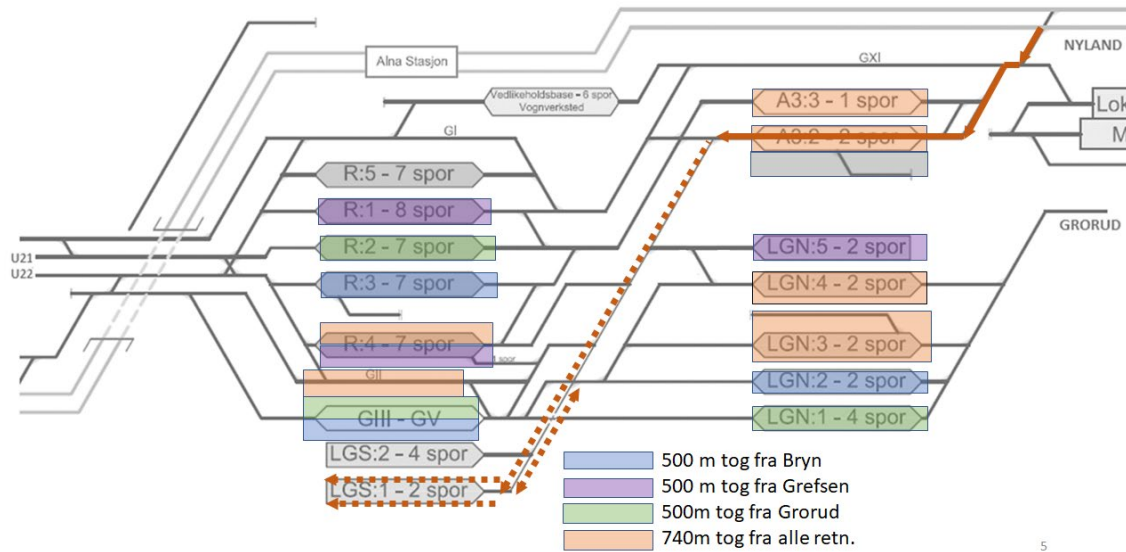 NYLAND
Alna Stasjon
GXI
Vedlikeholdsbase - 6 spor
Vognverksted
A3:3 - 1 spor
Lok
GI
A3:2 - 2 spor
M
R:5 - 7 spor
R:1 - 8 spor
GRORUD
R:2 - 7 spor
LGN:5 - 2 spor
U21
U22
R:3 - 7 spor
LGN:4 - 2 spor
R:4 - 7 spor
spor
LGN:3 - 2 spor
GII
LGN:2 - 2 spor
GIII - GV
LGN:1 - 4 spor
LGS:2 - 4 spor
LGS:1 - 2 spor
500 m tog fra Bryn
500 m tog fra Grefsen
500m tog fra Grorud
740m tog fra alle retn.
5